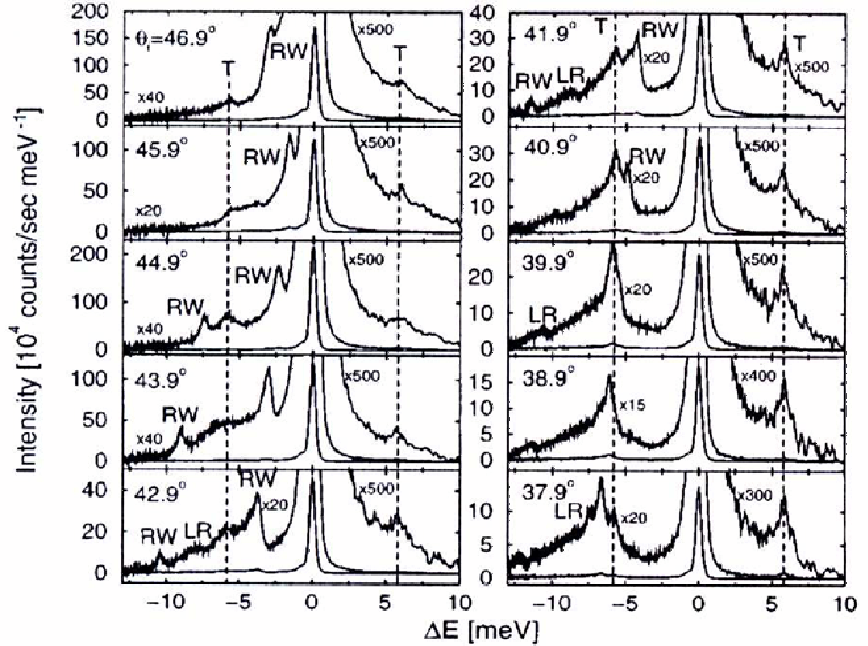 Intensity [10⁴ counts/sec meV⁻¹]
200
150
100
50
0
θᵢ=46.9°
T
RW
x500
T
x40
100
50
0
45.9°
RW
x500
x20
200
100
0
44.9°
RW
RW
x500
x40
100
50
0
43.9°
RW
x500
x40
40
20
0
42.9°
RW
x20
x500
RW
LR
−10
−5
0
5
10
40
30
20
10
0
41.9°
T
RW
x20
T
x500
RW
LR
30
20
10
0
40.9°
RW
x20
x500
20
10
0
39.9°
x500
x20
LR
15
10
5
0
38.9°
x400
x15
10
5
0
37.9°
x300
LR
x20
−10
−5
0
5
10
ΔE [meV]